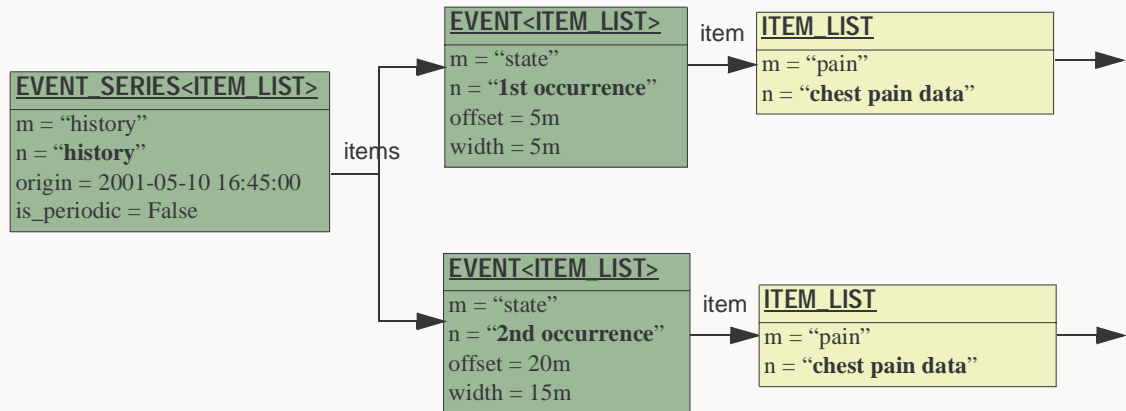 EVENT_SERIES<ITEM_LIST>
m = “history”
n = “history”
origin = 2001-05-10 16:45:00
is_periodic = False
items
EVENT<ITEM_LIST>
m = “state”
n = “1st occurrence”
offset = 5m
width = 5m
item
ITEM_LIST
m = “pain”
n = “chest pain data”
EVENT<ITEM_LIST>
m = “state”
n = “2nd occurrence”
offset = 20m
width = 15m
item
ITEM_LIST
m = “pain”
n = “chest pain data”